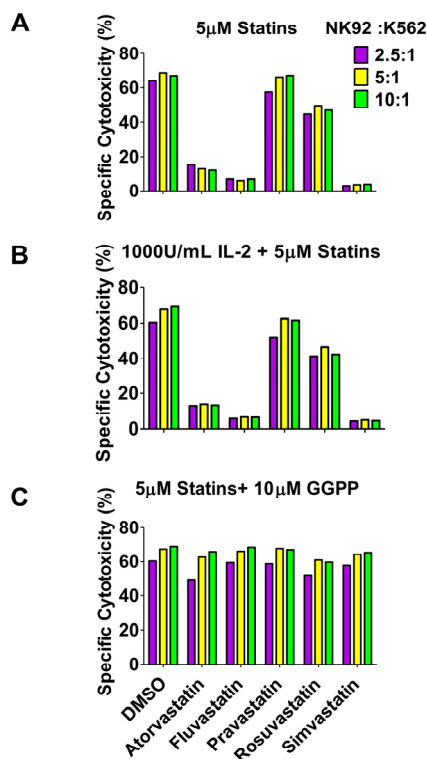 A
5µM Statins
NK92 :K562
2.5:1
5:1
10:1
Specific Cytotoxicity (%)
80
60
40
20
0
B
1000U/mL IL-2 + 5µM Statins
Specific Cytotoxicity (%)
80
60
40
20
0
C
5µM Statins+ 10µM GGPP
Specific Cytotoxicity (%)
80
60
40
20
0
DMSO
Atorvastatin
Fluvastatin
Pravastatin
Rosuvastatin
Simvastatin